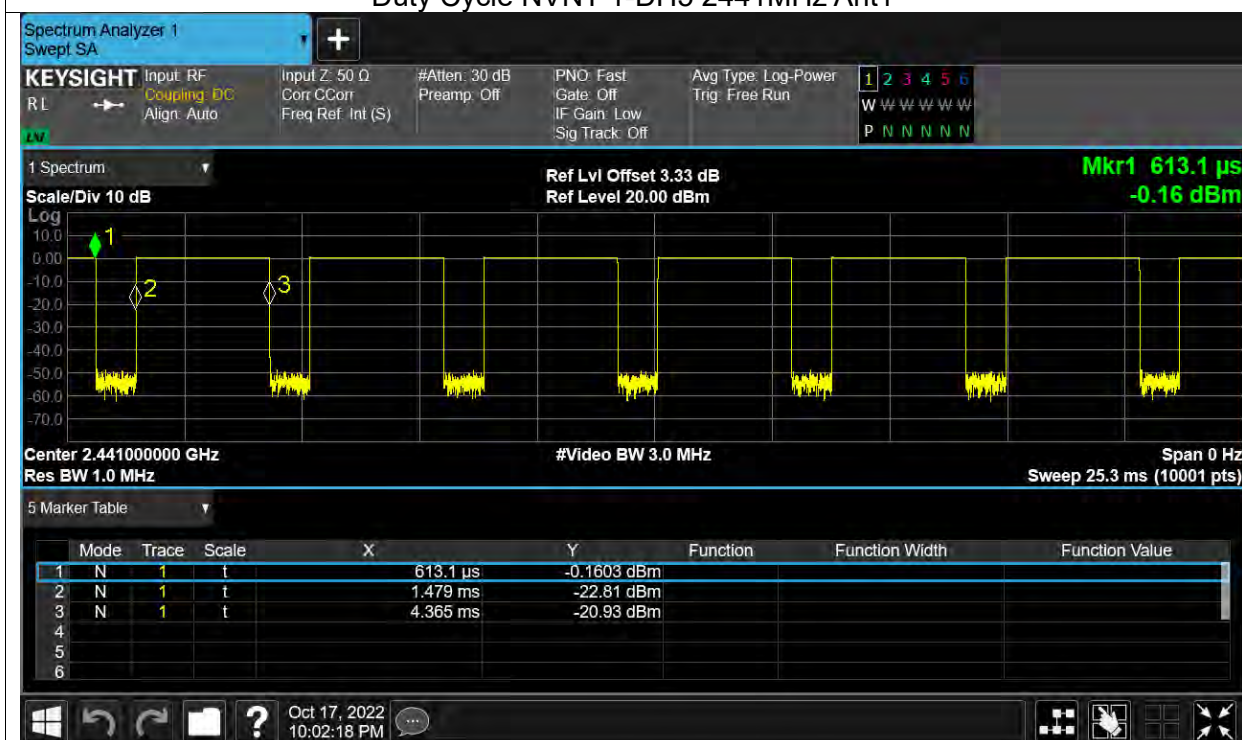 Duty Cycle NVNT 1-DH5 2441MHz Ant1
Spectrum Analyzer 1
Swept SA
+
KEYSIGHT Input: RF Input Z: 50 Ω #Atten: 30 dB PNO: Fast Avg Type: Log-Power 1 2 3 4 5 6
RL Coupling: DC Corr CCorr Preamp: Off Gate: Off Trig: Free Run W W W W W W
Align: Auto Freq Ref: Int (S) IF Gain: Low
Sig Track: Off P N N N N N
1 Spectrum Ref Lvl Offset 3.33 dB Mkr1 613.1 µs
Scale/Div 10 dB Ref Level 20.00 dBm -0.16 dBm
Log
10.0 1
0.00
-10.0 2 3
-20.0
-30.0
-40.0
-50.0
-60.0
-70.0
Center 2.441000000 GHz #Video BW 3.0 MHz Span 0 Hz
Res BW 1.0 MHz Sweep 25.3 ms (10001 pts)
5 Marker Table
Mode Trace Scale X Y Function Function Width Function Value
1 N 1 t 613.1 µs -0.1603 dBm
2 N 1 t 1.479 ms -22.81 dBm
3 N 1 t 4.365 ms -20.93 dBm
4
5
6
? Oct 17, 2022
10:02:18 PM